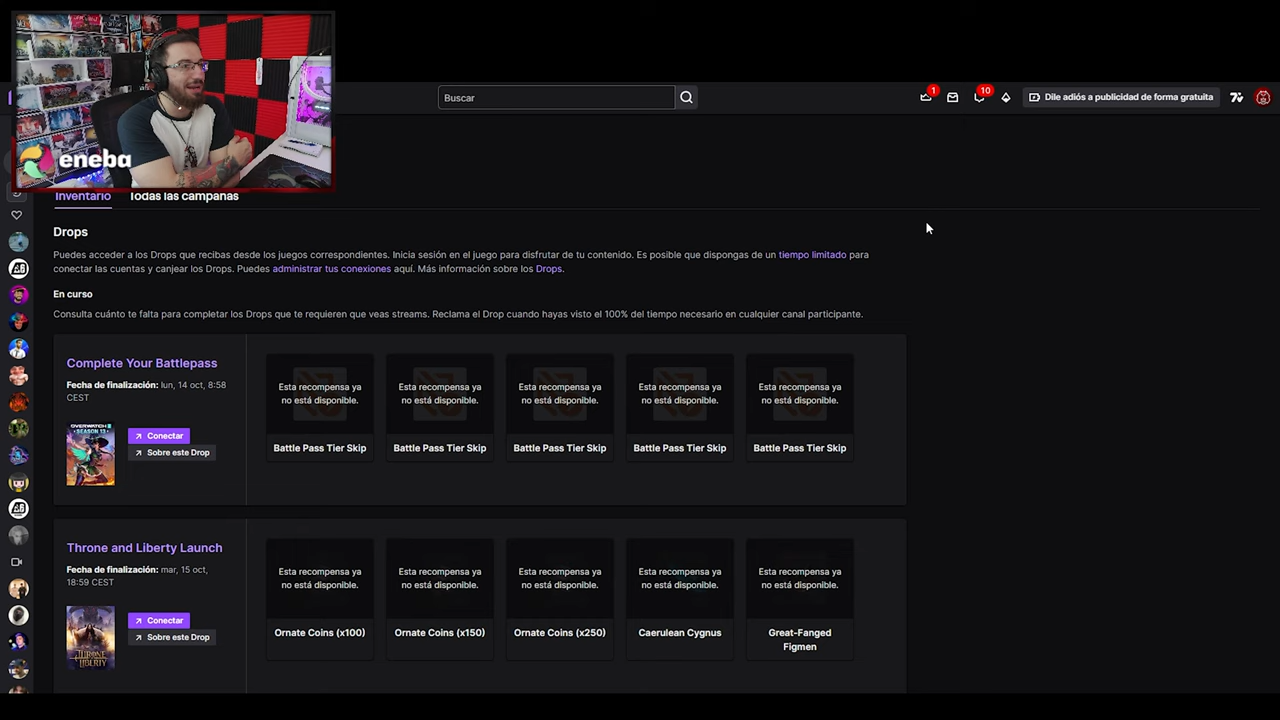 eneba
Buscar
1
10
Dile adiós a publicidad de forma gratuita
Inventario
Todas las campañas
Drops
Puedes acceder a los Drops que recibas desde los juegos correspondientes. Inicia sesión en el juego para disfrutar de tu contenido. Es posible que dispongas de un tiempo limitado para
conectar las cuentas y canjear los Drops. Puedes administrar tus conexiones aquí. Más información sobre los Drops.
En curso
Consulta cuánto te falta para completar los Drops que te requieren que veas streams. Reclama el Drop cuando hayas visto el 100% del tiempo necesario en cualquier canal participante.
Complete Your Battlepass
Fecha de finalización: lun, 14 oct, 8:58
CEST
OVERWATCH 2
SEASON 13
Conectar
Sobre este Drop
Esta recompensa ya
no está disponible.
Battle Pass Tier Skip
Esta recompensa ya
no está disponible.
Battle Pass Tier Skip
Esta recompensa ya
no está disponible.
Battle Pass Tier Skip
Esta recompensa ya
no está disponible.
Battle Pass Tier Skip
Esta recompensa ya
no está disponible.
Battle Pass Tier Skip
Throne and Liberty Launch
Fecha de finalización: mar, 15 oct,
18:59 CEST
THRONE
AND
LIBERTY
Conectar
Sobre este Drop
Esta recompensa ya
no está disponible.
Ornate Coins (x100)
Esta recompensa ya
no está disponible.
Ornate Coins (x150)
Esta recompensa ya
no está disponible.
Ornate Coins (x250)
Esta recompensa ya
no está disponible.
Caerulean Cygnus
Esta recompensa ya
no está disponible.
Great-Fanged
Figmen